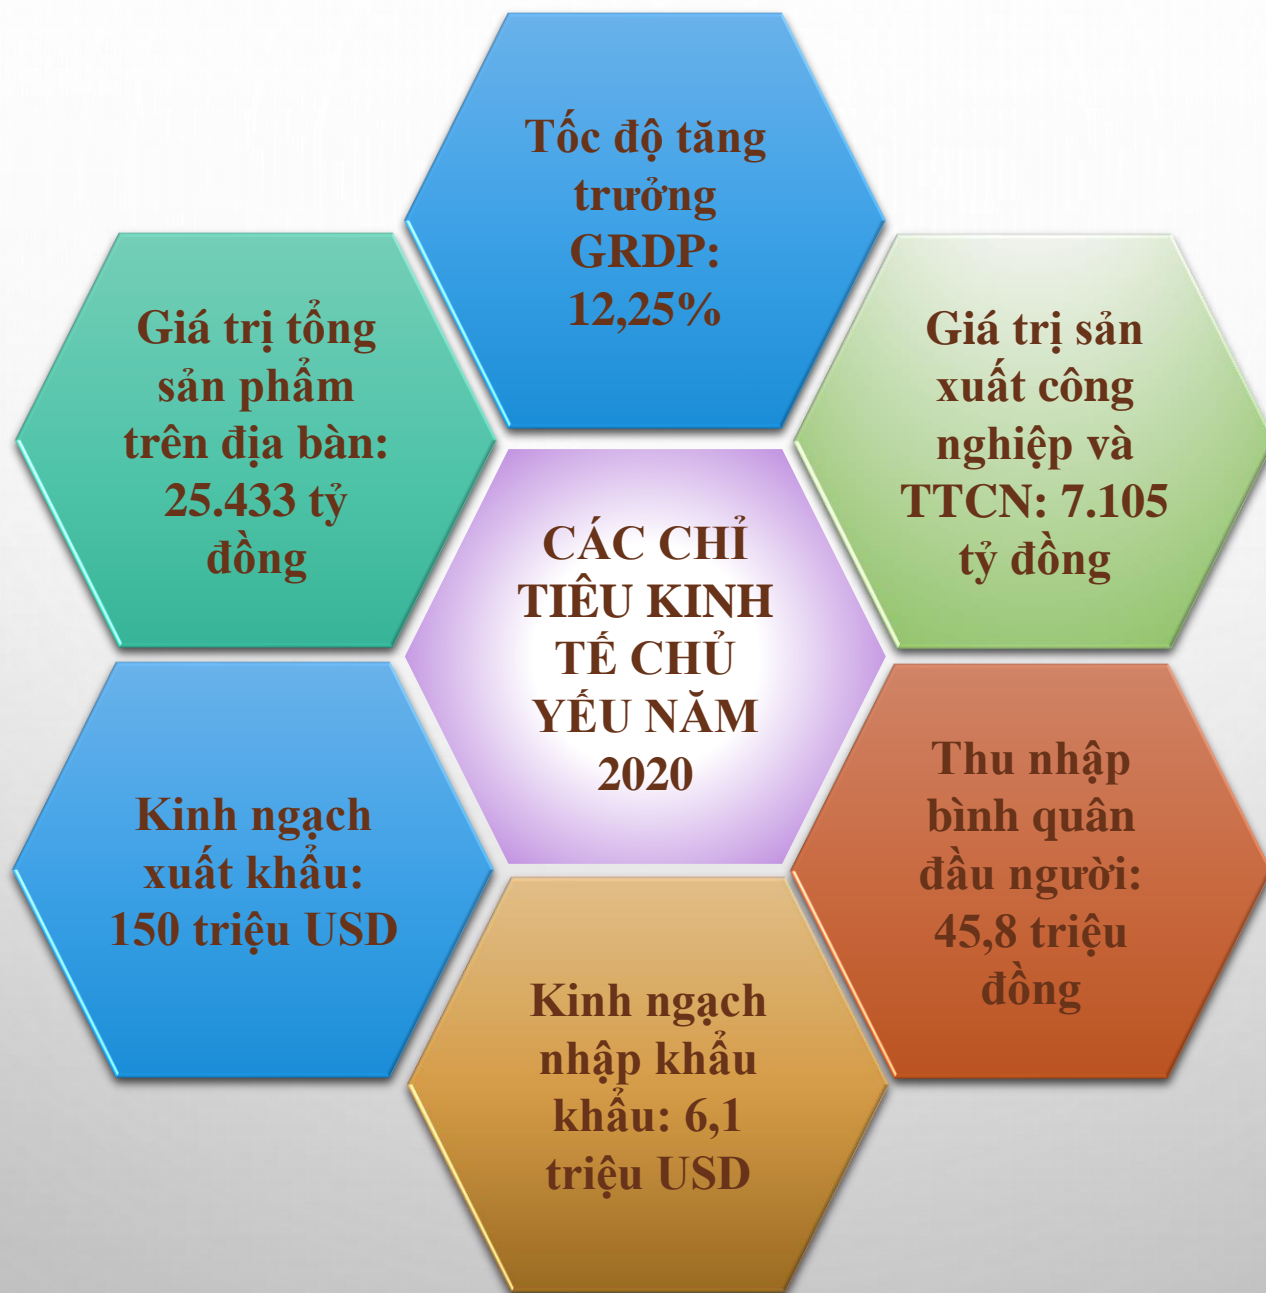 Tốc độ tăng
trưởng
GRDP:
12,25%
Giá trị tổng
sản phẩm
trên địa bàn:
25.433 tỷ
đồng
Giá trị sản
xuất công
nghiệp và
TTCN: 7.105
tỷ đồng
CÁC CHỈ
TIÊU KINH
TẾ CHỦ
YẾU NĂM
2020
Kinh ngạch
xuất khẩu:
150 triệu USD
Thu nhập
bình quân
đầu người:
45,8 triệu
đồng
Kinh ngạch
nhập khẩu
khẩu: 6,1
triệu USD